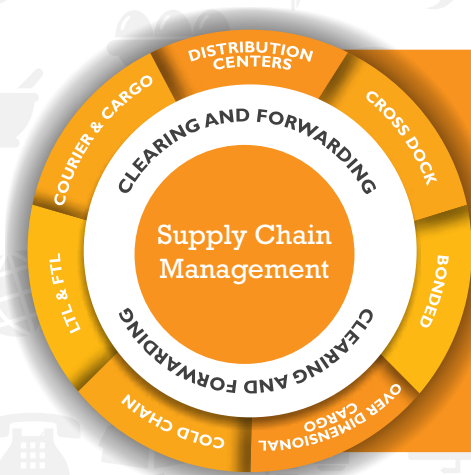 DISTRIBUTION
CENTERS
CROSS DOCK
BONDED
OVER DIMENSIONAL
CARGO
COLD CHAIN
LTL & FTL
COURIER & CARGO
CLEARING AND FORWARDING
Supply Chain
Management
CLEARING AND FORWARDING